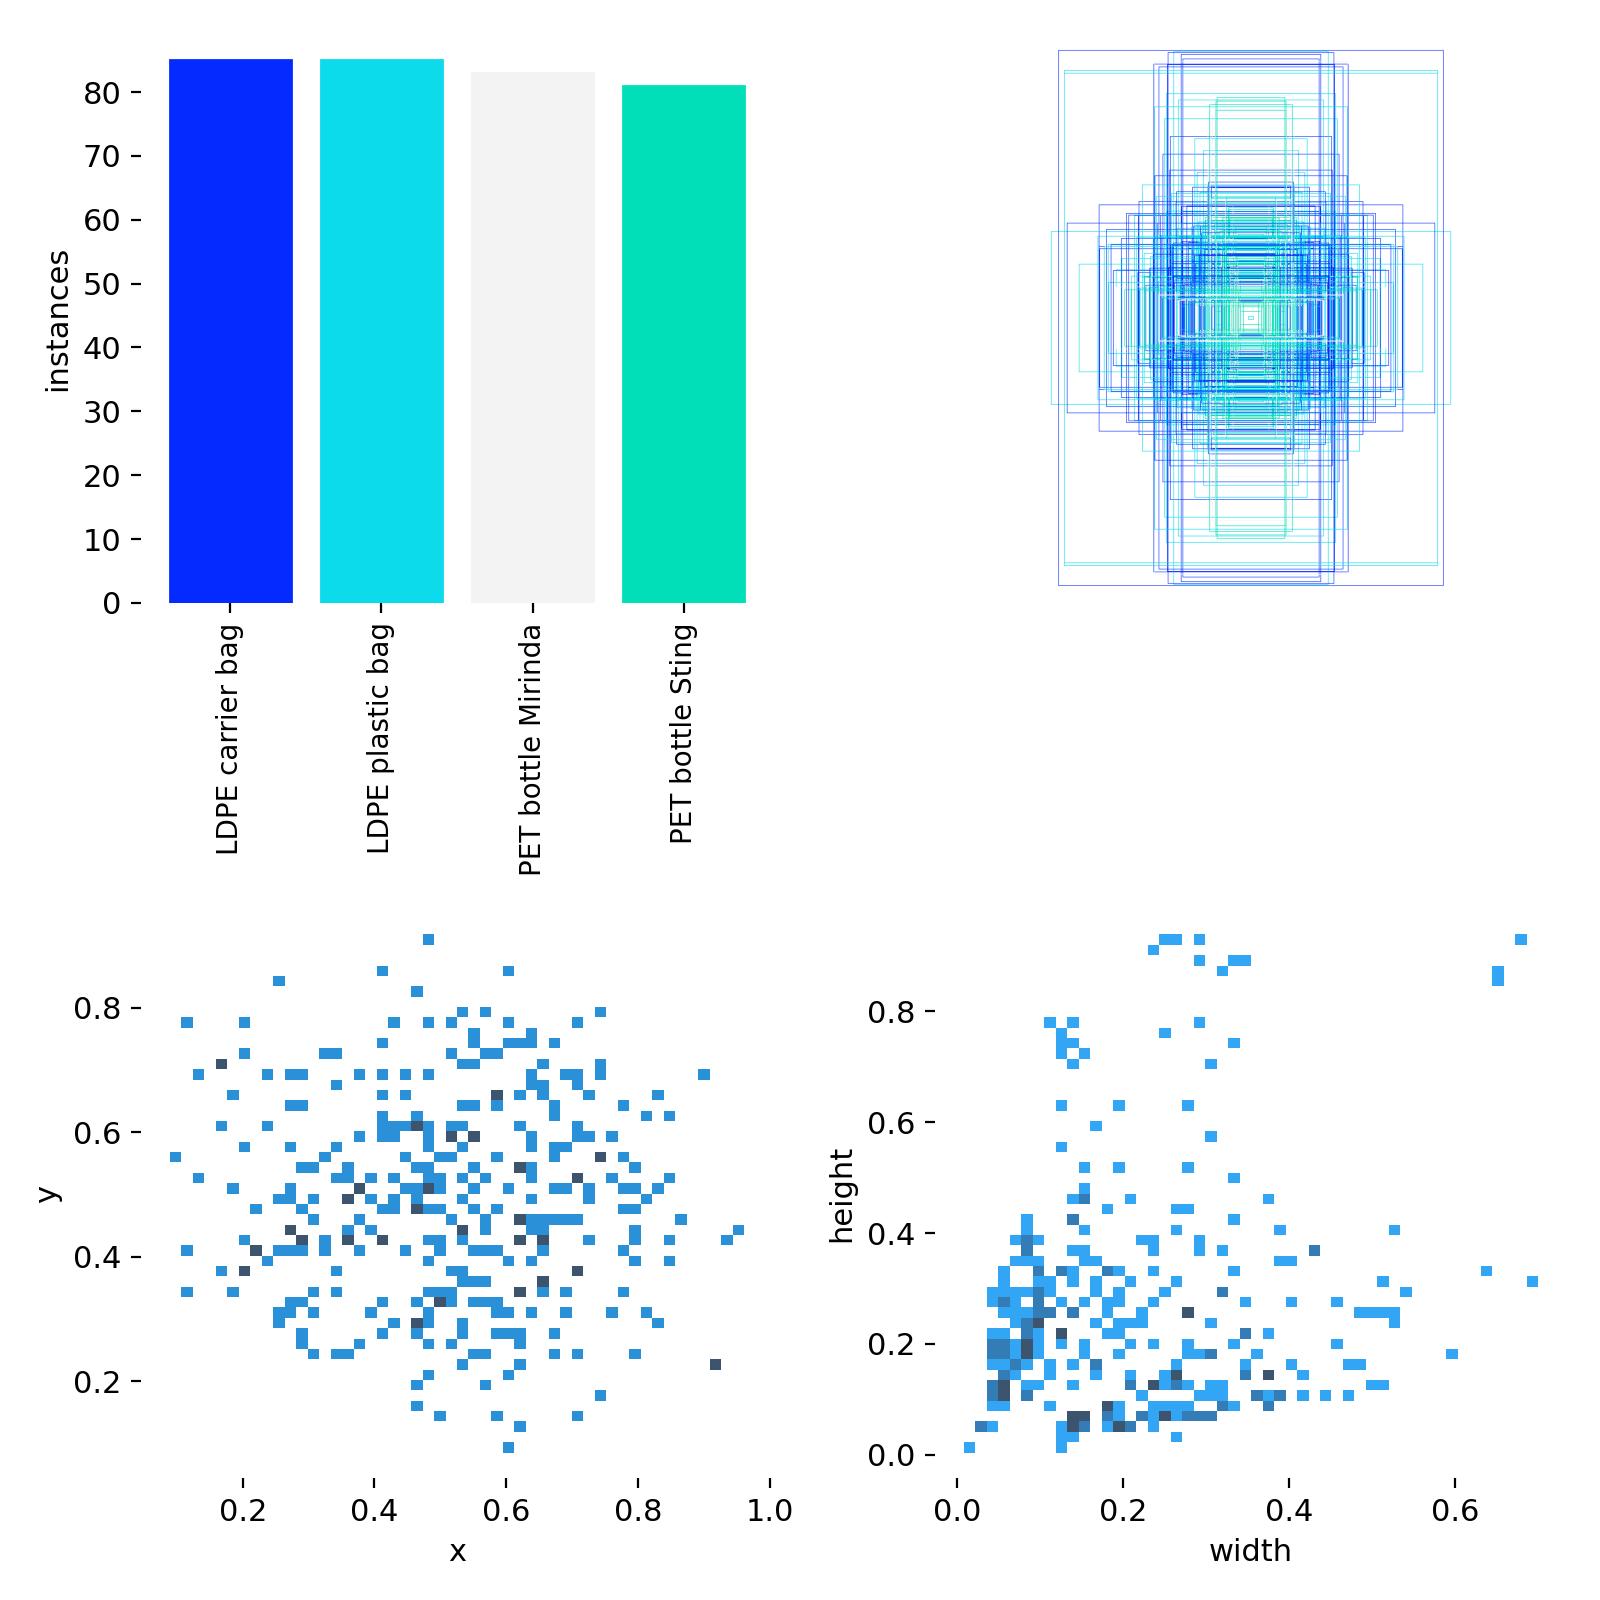 instances
80
70
60
50
40
30
20
10
0
LDPE carrier bag
LDPE plastic bag
PET bottle Mirinda
PET bottle Sting
y
0.8
0.6
0.4
0.2
0.2 0.4 0.6 0.8 1.0
x
height
0.8
0.6
0.4
0.2
0.0
0.0 0.2 0.4 0.6
width